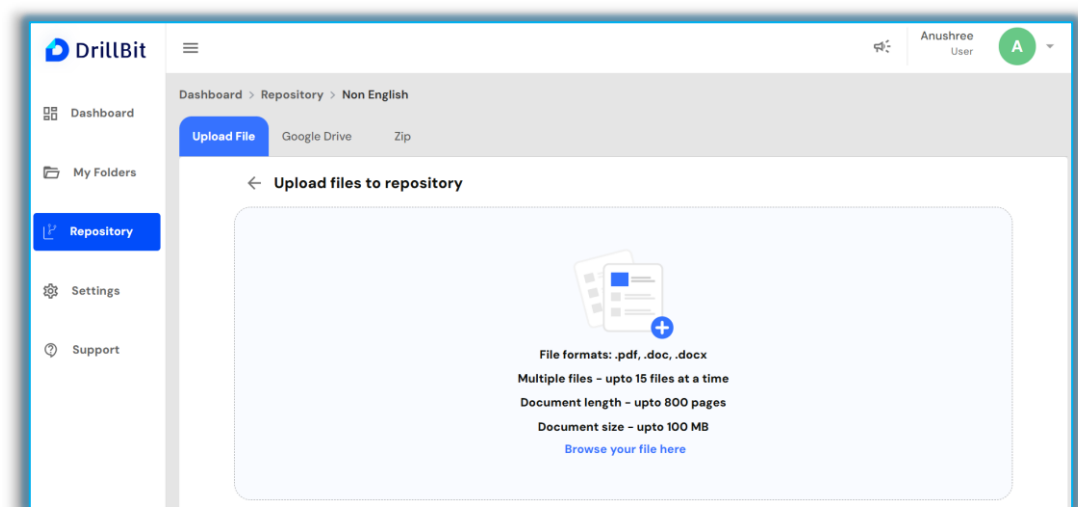 DrillBit
Anushree
User
A
Dashboard > Repository > Non English
Dashboard
My Folders
Repository
Settings
Support
Upload File
Google Drive
Zip
← Upload files to repository
File formats: .pdf, .doc, .docx
Multiple files - upto 15 files at a time
Document length - upto 800 pages
Document size - upto 100 MB
Browse your file here